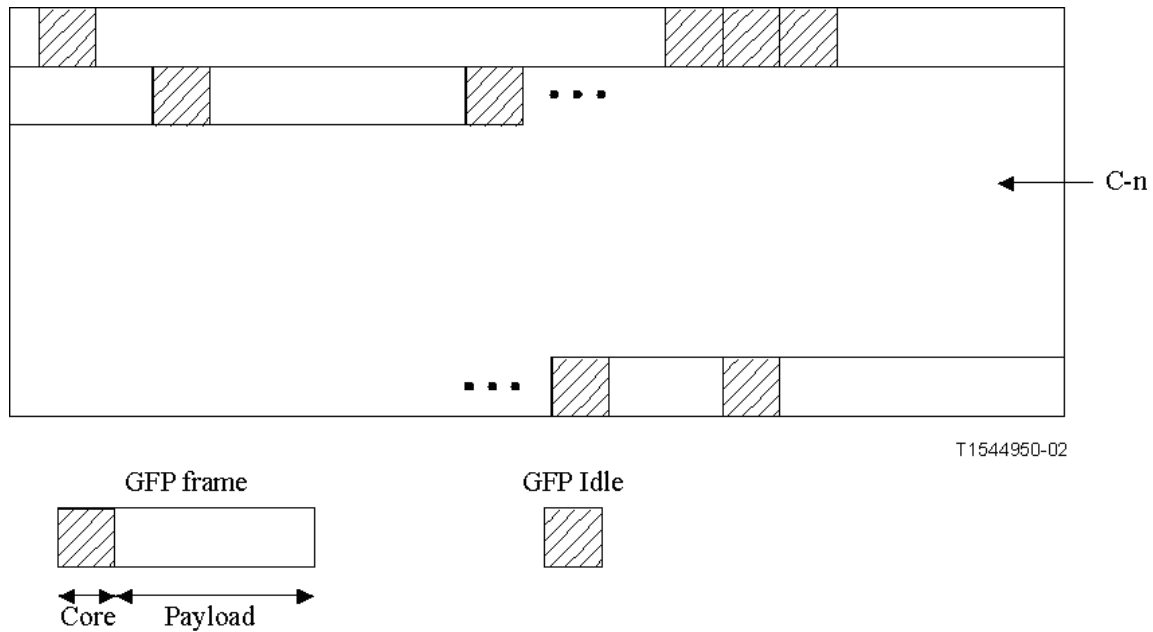 C-n
T1544950-02
GFP frame
GFP Idle
Core
Payload